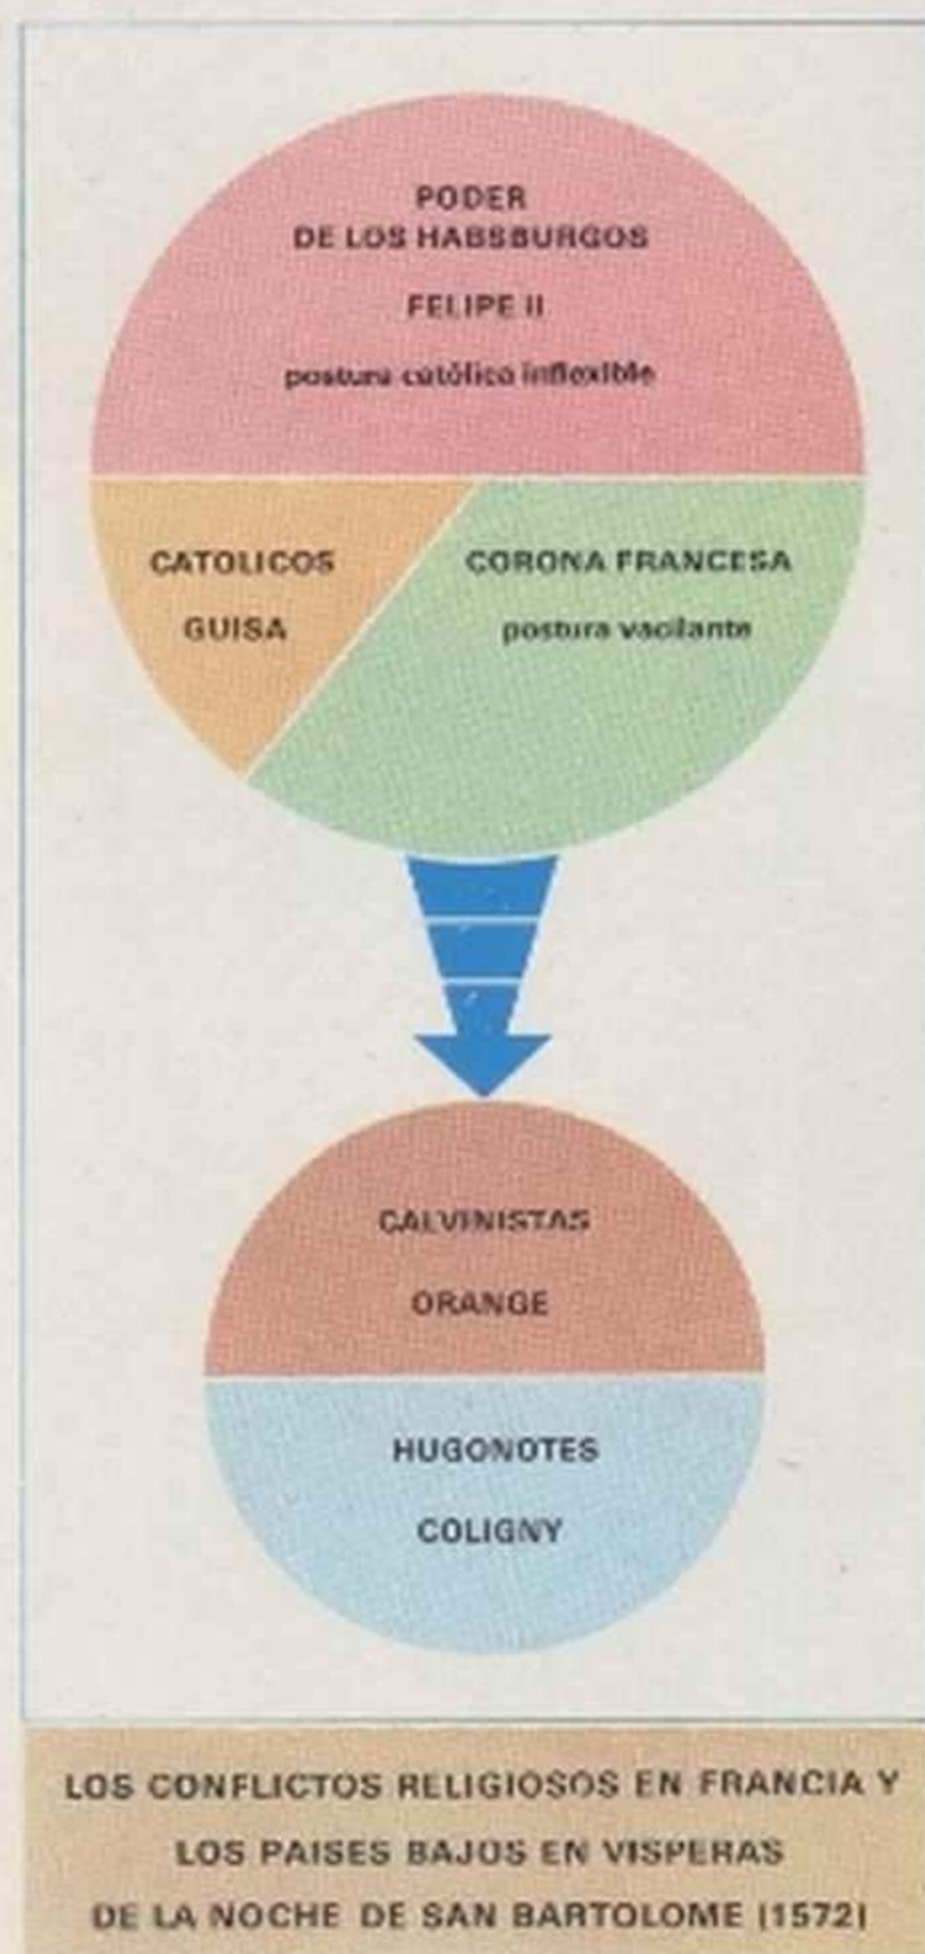 PODER
DE LOS HABSBURGOS
FELIPE II
postura católica inflexible
CATOLICOS
GUISA
CORONA FRANCESA
postura vacilante
CALVINISTAS
ORANGE
HUGONOTES
COLIGNY
LOS CONFLICTOS RELIGIOSOS EN FRANCIA Y
LOS PAISES BAJOS EN VISPERAS
DE LA NOCHE DE SAN BARTOLOME (1572)